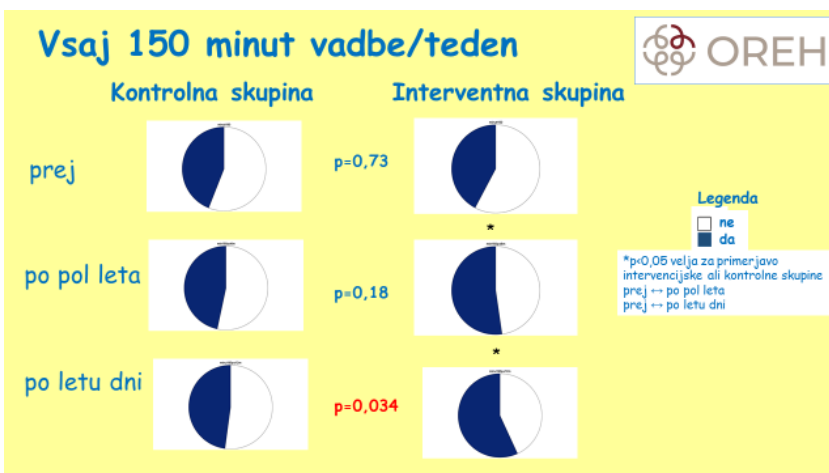 Vsaj 150 minut vadbe/teden
OREH
Kontrolna skupina
Interventna skupina
prej
p=0,73
*
po pol leta
p=0,18
*
po letu dni
p=0,034
Legenda
ne
da
*p<0,05 velja za primerjavo
intervencijske ali kontrolne skupine
prej ↔ po pol leta
prej ↔ po letu dni